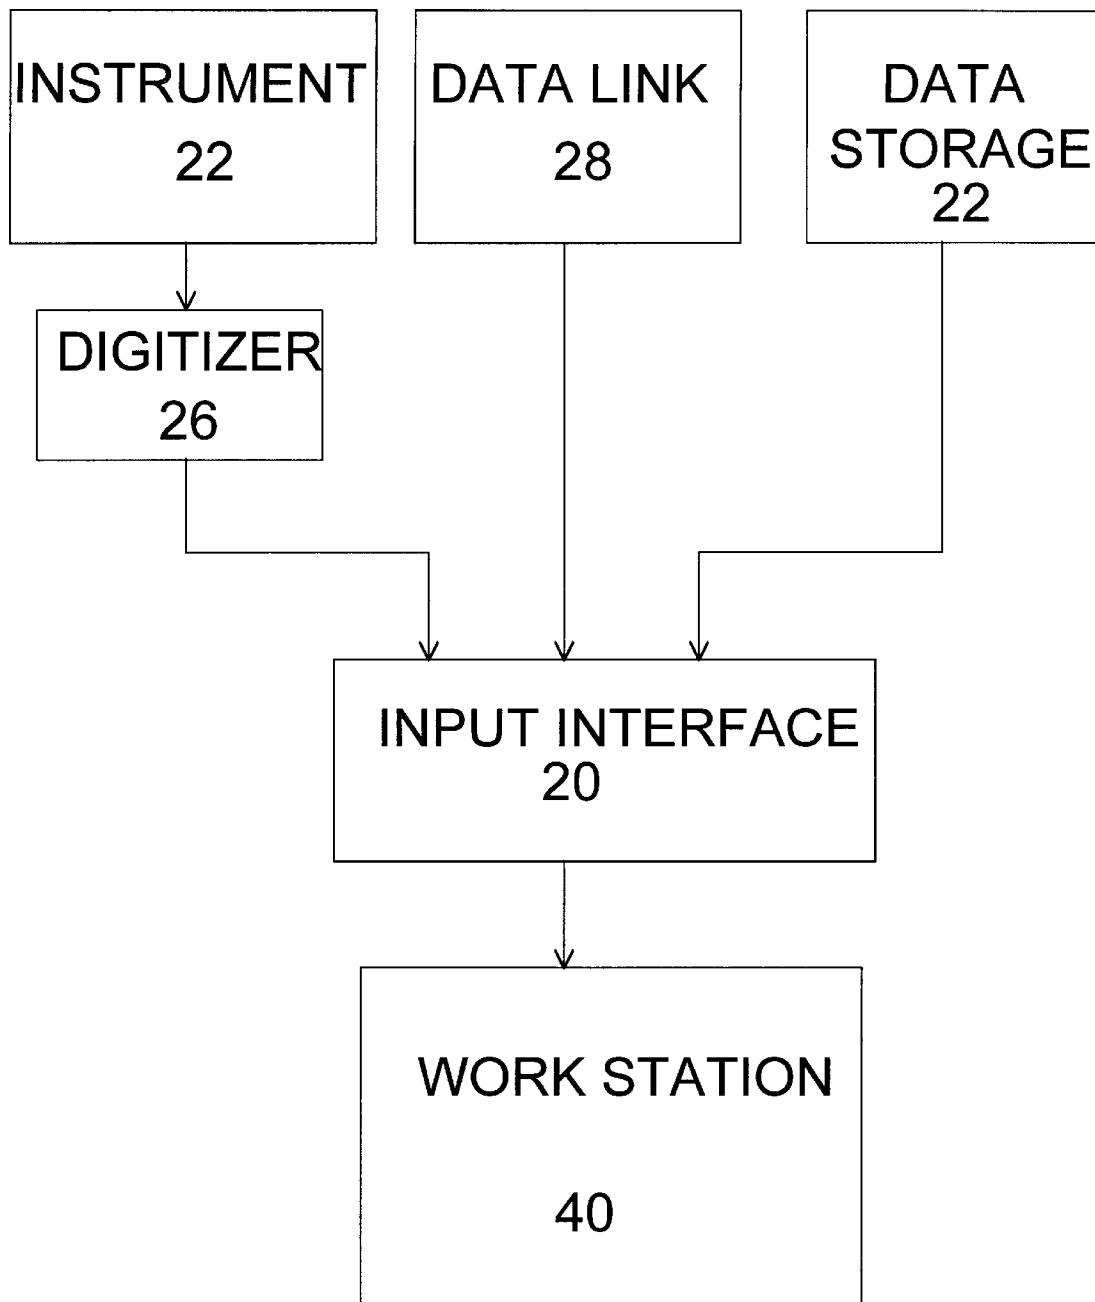 INSTRUMENT
22
DATA LINK
28
DATA
STORAGE
22
DIGITIZER
26
INPUT INTERFACE
20
WORK STATION
40